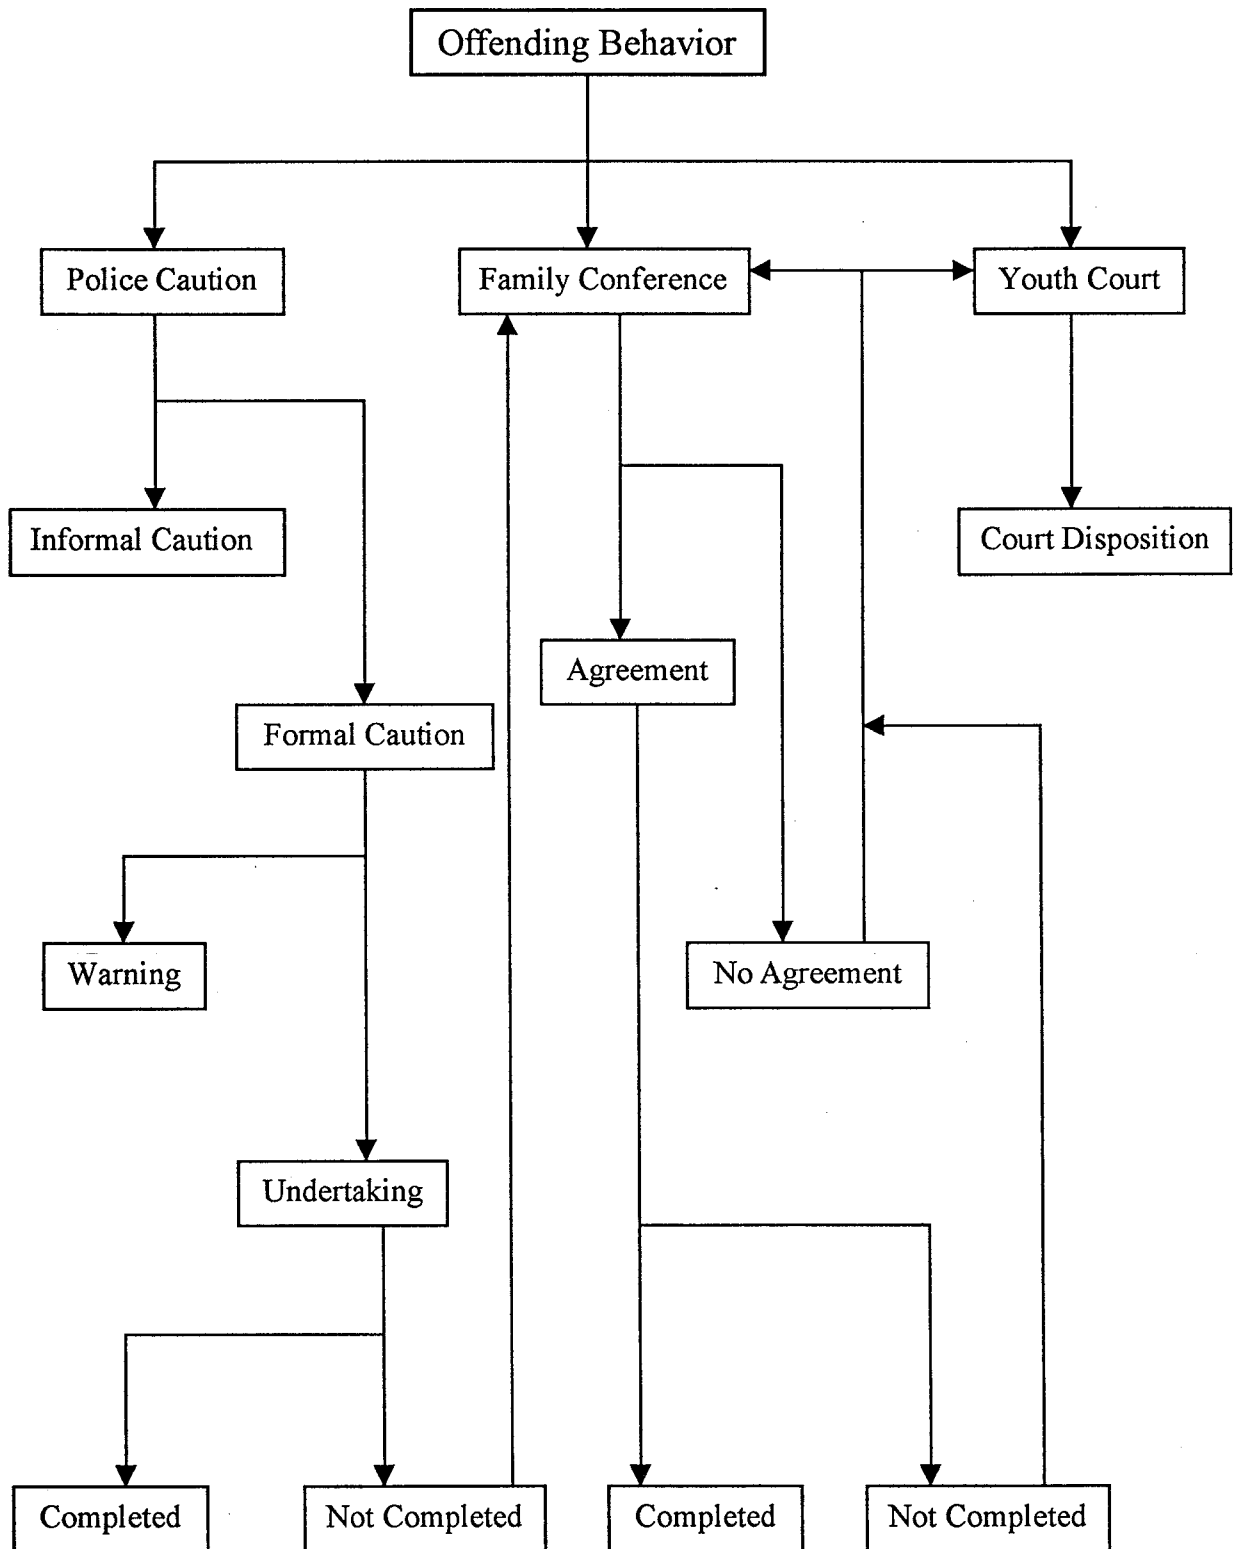 Offending Behavior
Police Caution
Family Conference
Youth Court
Informal Caution
Court Disposition
Agreement
Formal Caution
Warning
No Agreement
Undertaking
Completed
Not Completed
Completed
Not Completed